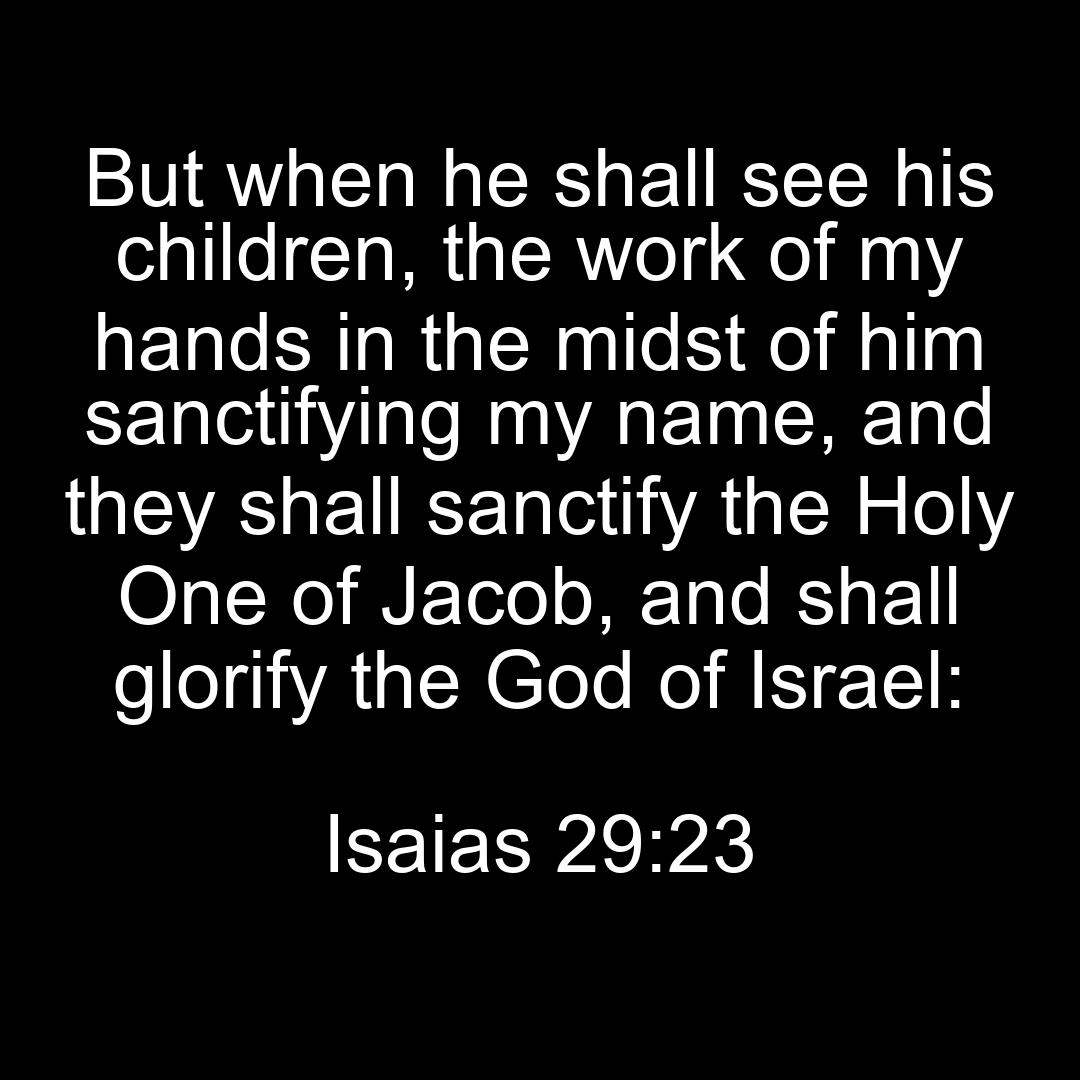 But when he shall see his
children, the work of my
hands in the midst of him
sanctifying my name, and
they shall sanctify the Holy
One of Jacob, and shall
glorify the God of Israel:
Isaias 29:23